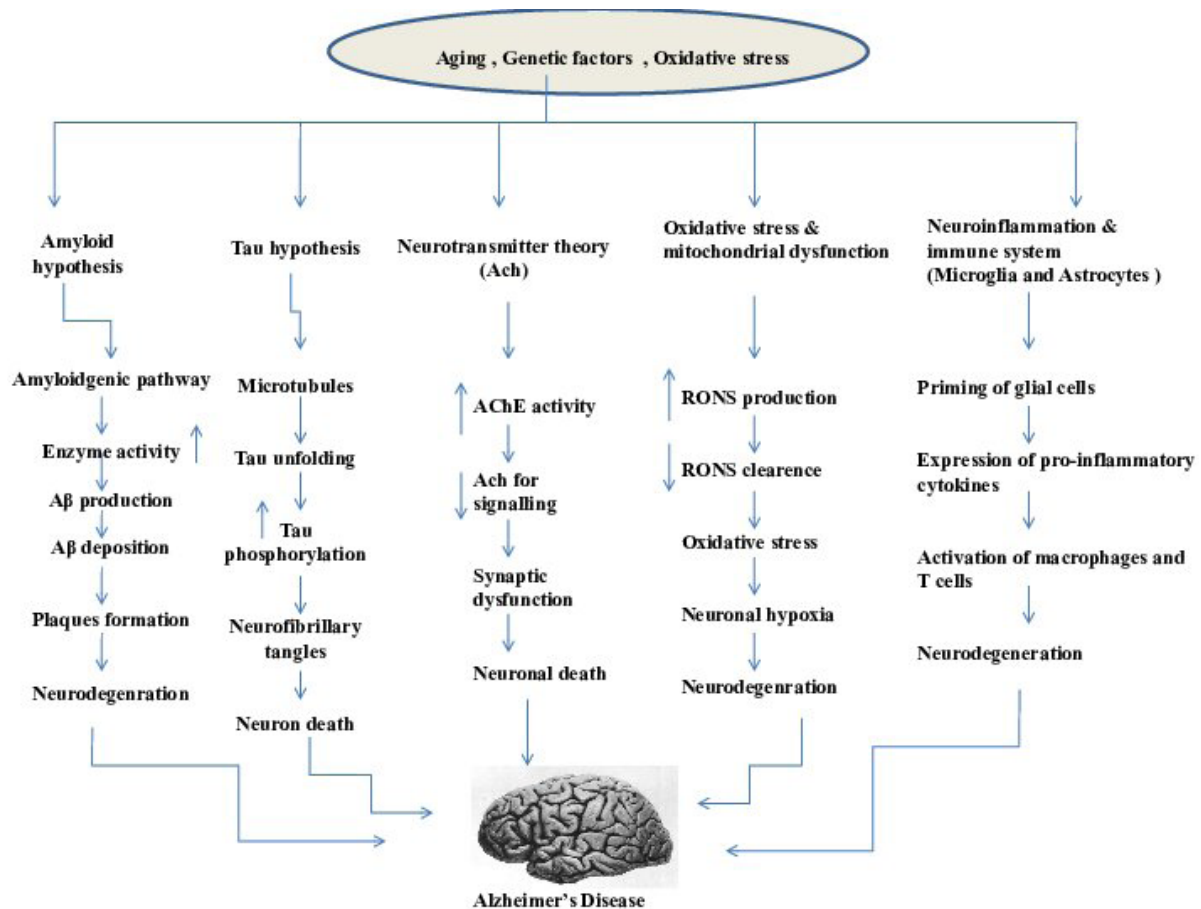 Aging , Genetic factors , Oxidative stress
Amyloid
hypothesis
Amyloidgenic pathway
Enzyme activity
Aβ production
Aβ deposition
Plaques formation
Neurodegenration
Tau hypothesis
Microtubules
Tau unfolding
Tau
phosphorylation
Neurofibrillary
tangles
Neuron death
Neurotransmitter theory
(Ach)
AChE activity
Ach for
signalling
Synaptic
dysfunction
Neuronal death
Oxidative stress &
mitochondrial dysfunction
RONS production
RONS clearence
Oxidative stress
Neuronal hypoxia
Neurodegenration
Neuroinflammation &
immune system
(Microglia and Astrocytes )
Priming of glial cells
Expression of pro-inflammatory
cytokines
Activation of macrophages and
T cells
Neurodegeneration
Alzheimer's Disease